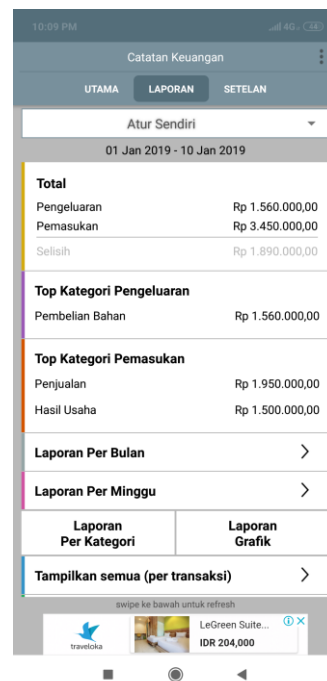 10:09 PM
.ıll 4G 48
Catatan Keuangan
UTAMA LAPORAN SETELAN
Atur Sendiri
01 Jan 2019 - 10 Jan 2019
Total
Pengeluaran Rp 1.560.000,00
Pemasukan Rp 3.450.000,00
Selisih Rp 1.890.000,00
Top Kategori Pengeluaran
Pembelian Bahan Rp 1.560.000,00
Top Kategori Pemasukan
Penjualan Rp 1.950.000,00
Hasil Usaha Rp 1.500.000,00
Laporan Per Bulan
Laporan Per Minggu
Laporan
Per Kategori
Laporan
Grafik
Tampilkan semua (per transaksi)
swipe ke bawah untuk refresh
traveloka
LeGreen Suite...
IDR 204,000